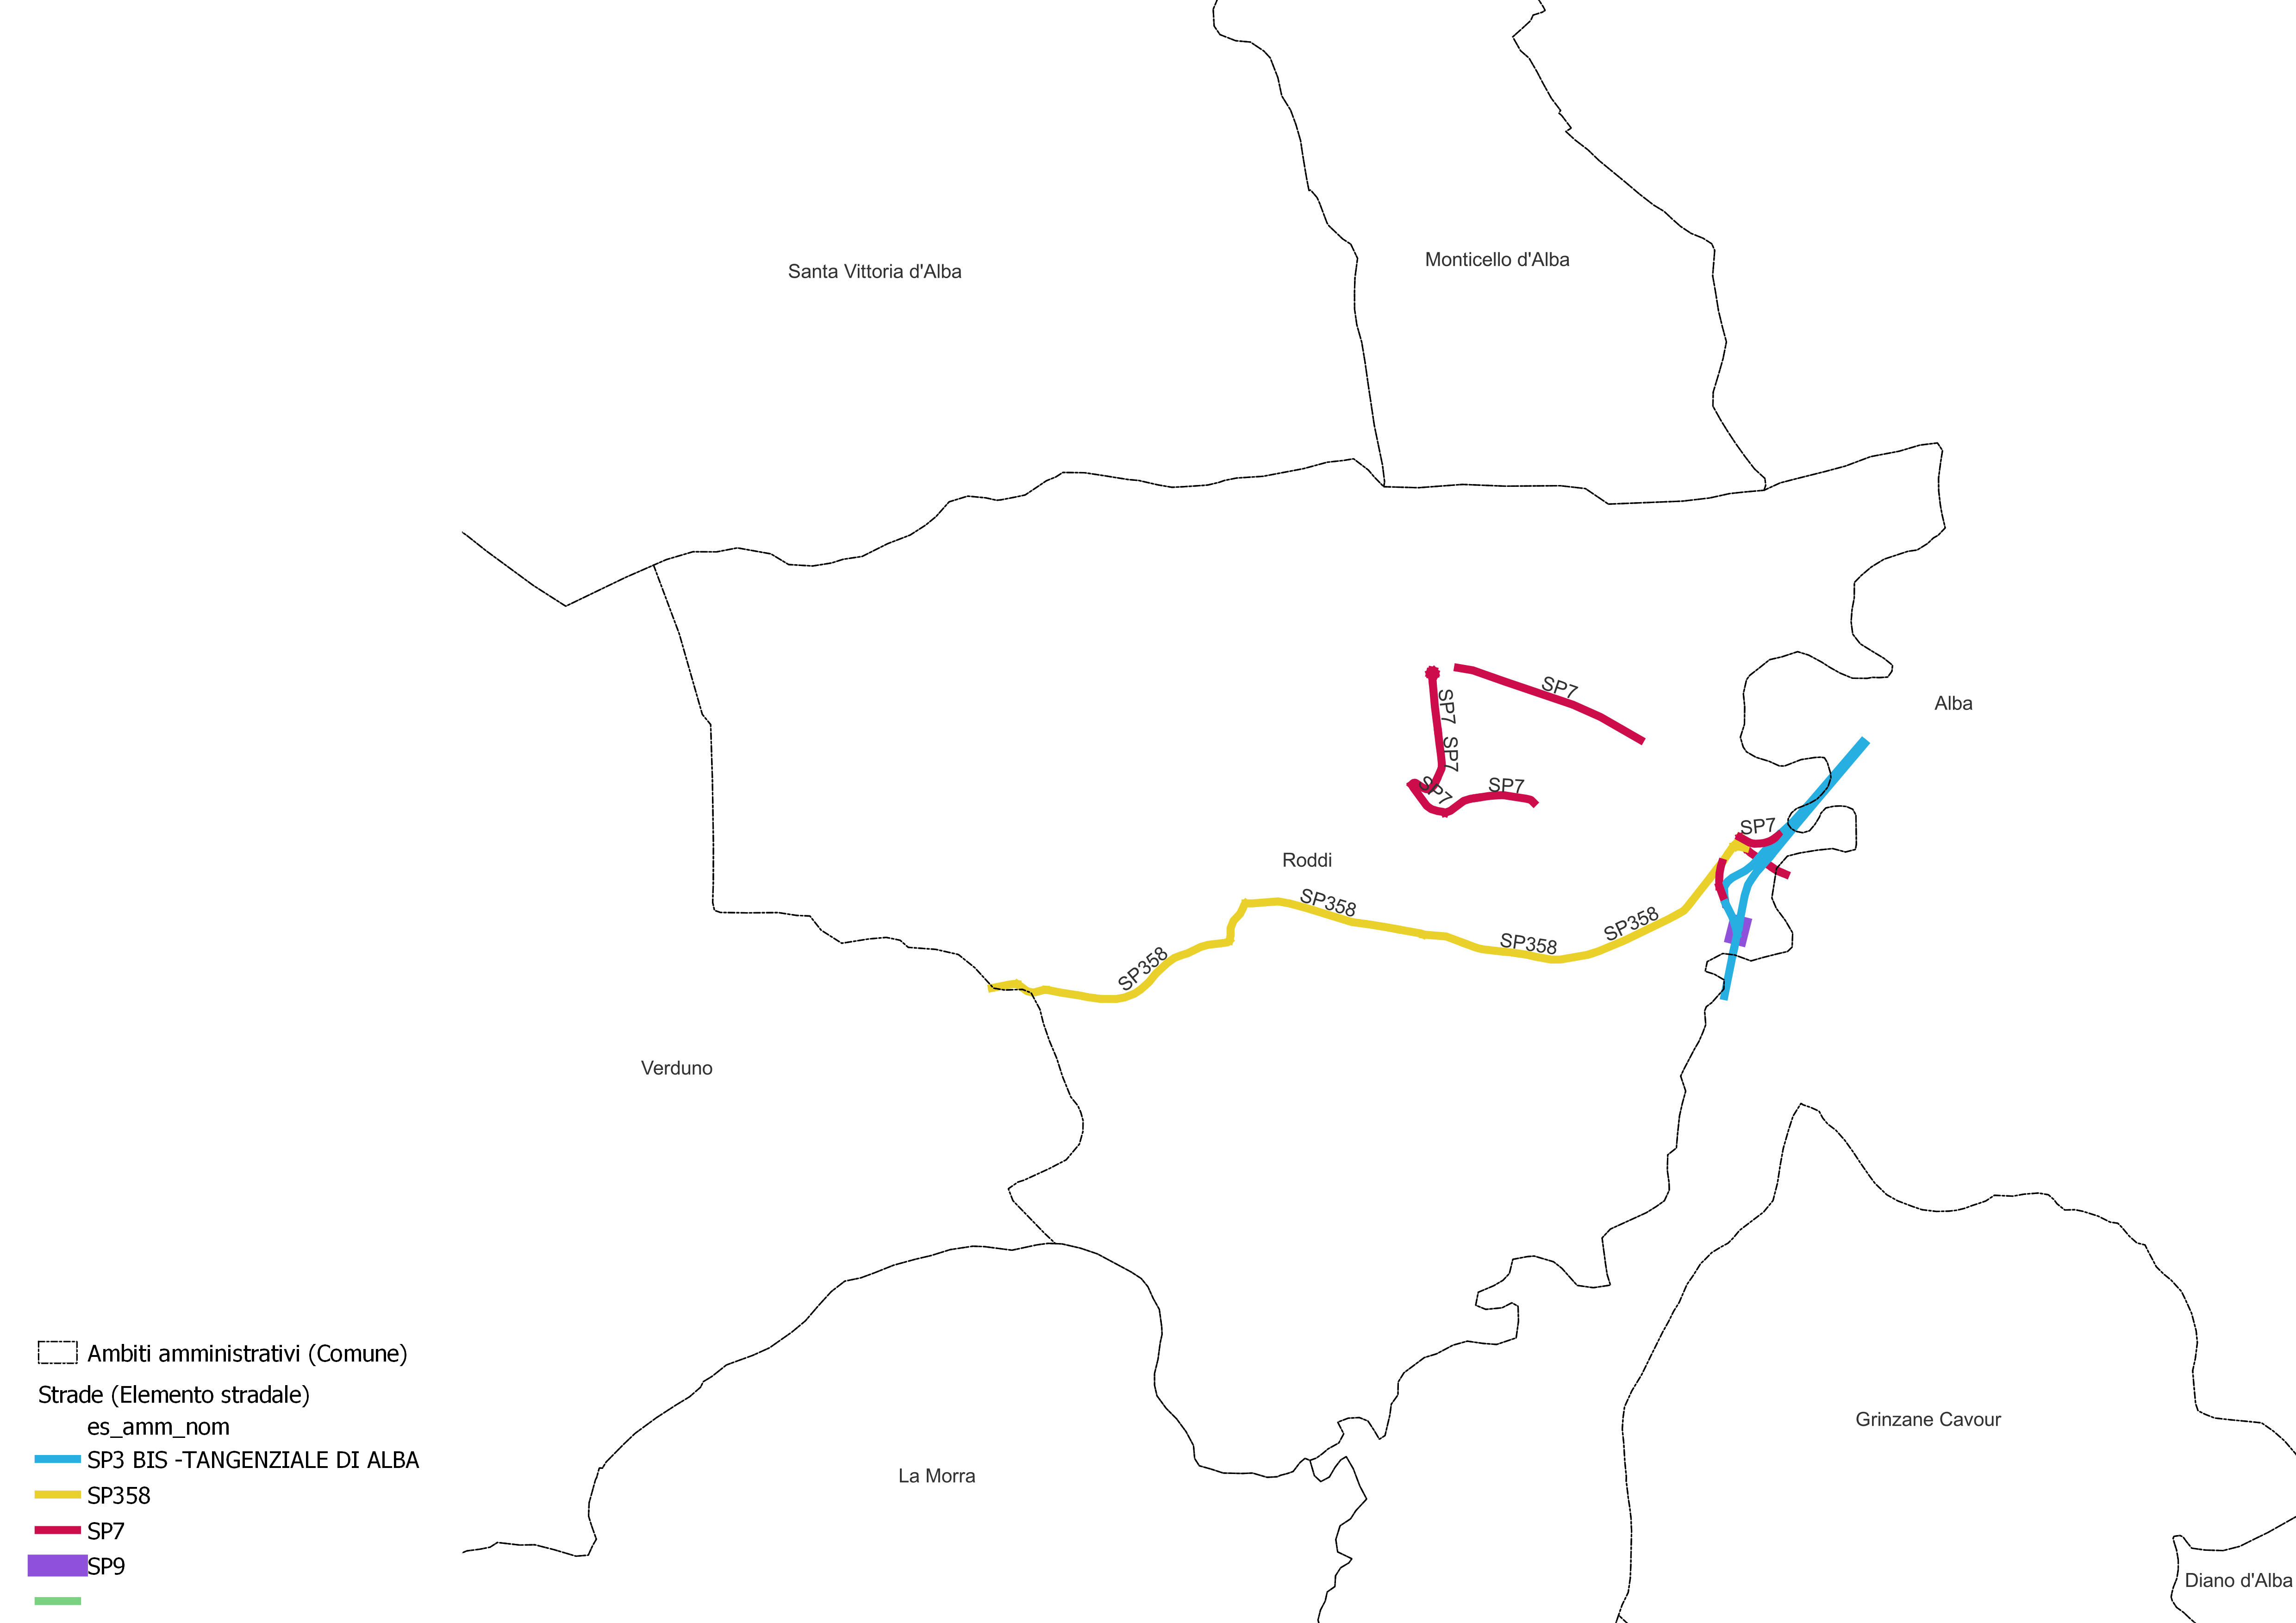 Monticello d'Alba
Santa Vittoria d'Alba
SP7
Alba
SP7
SP7
SP7
SP7
SP7
Roddi
SP358
SP358
SP358
SP358
Verduno
Ambiti amministrativi (Comune)
Strade (Elemento stradale)
es_amm_nom
SP3 BIS -TANGENZIALE DI ALBA
SP358
SP7
SP9
Grinzane Cavour
La Morra
Diano d'Alba